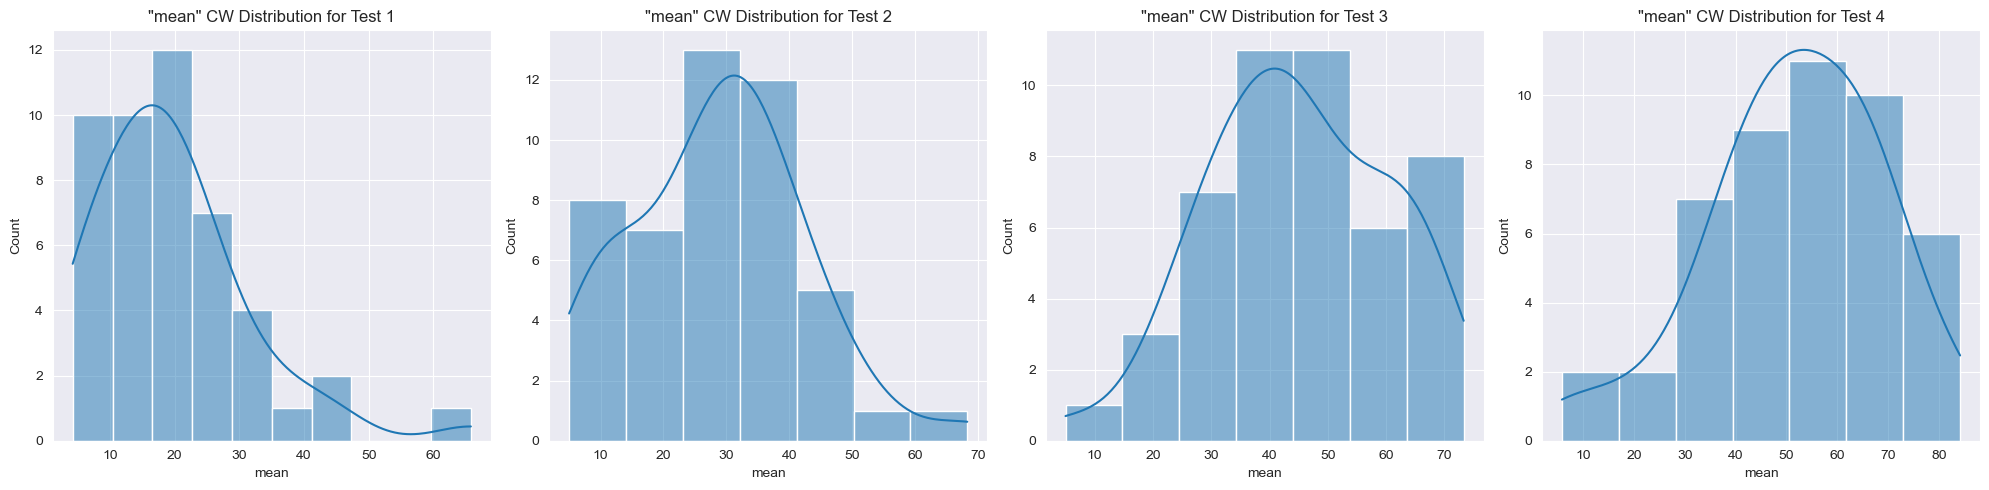 "mean" CW Distribution for Test 1
12
10
8
6
4
2
0
Count
10 20 30 40 50 60
mean
"mean" CW Distribution for Test 2
12
10
8
6
4
2
0
Count
10 20 30 40 50 60 70
mean
"mean" CW Distribution for Test 3
10
8
6
4
2
0
Count
10 20 30 40 50 60 70
mean
"mean" CW Distribution for Test 4
10
8
6
4
2
0
Count
10 20 30 40 50 60 70 80
mean